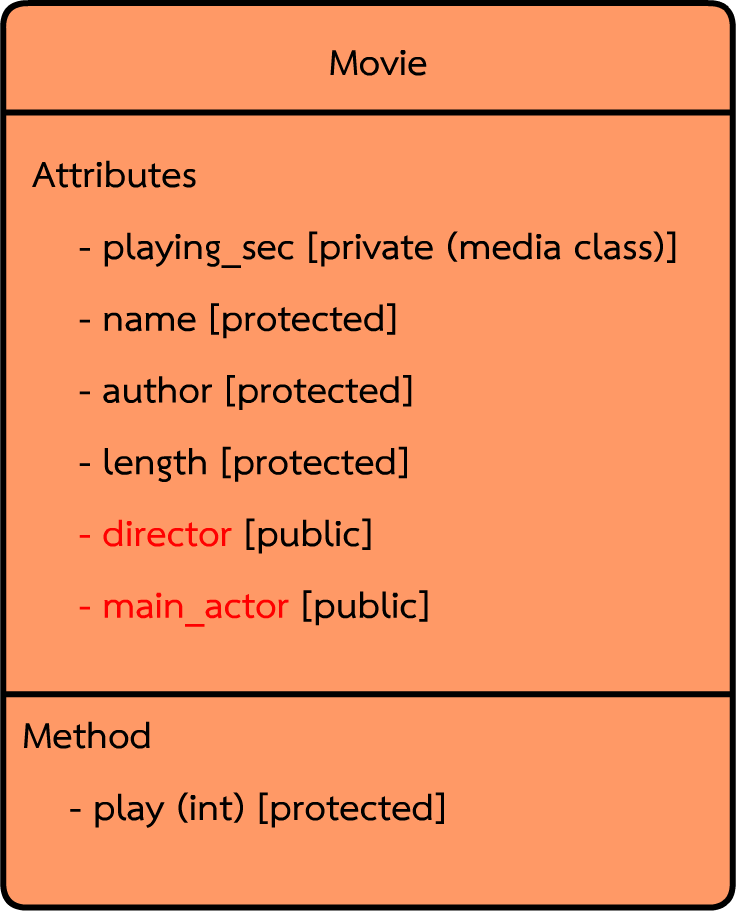 Movie
Attributes
- playing_sec [private (media class)]
- name [protected]
- author [protected]
- length [protected]
- director [public]
- main_actor [public]
Method
- play (int) [protected]